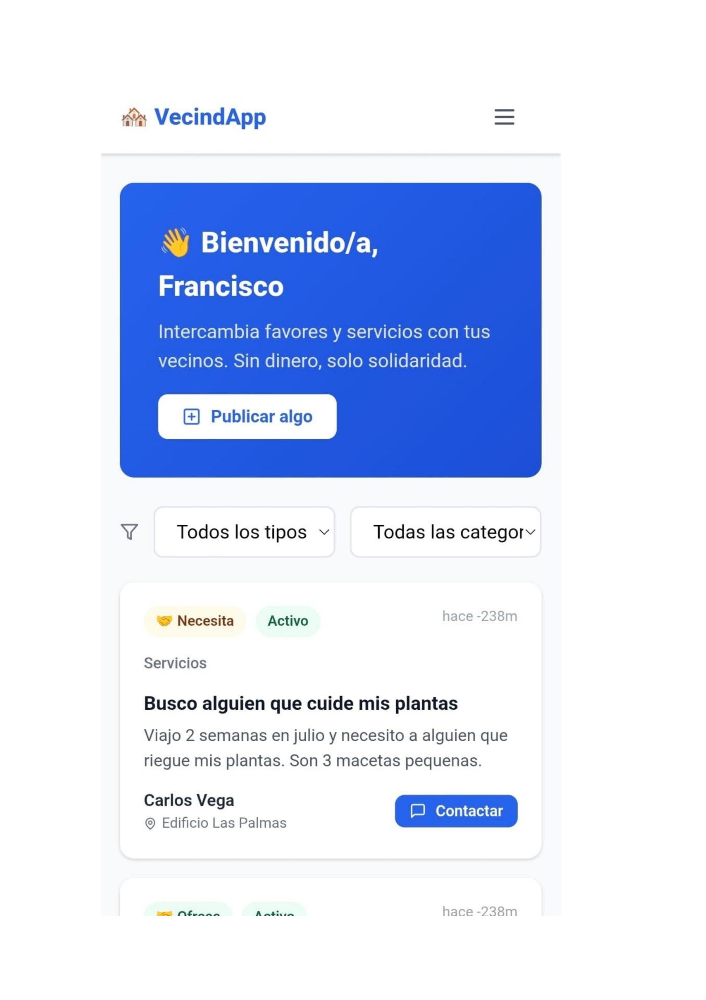 VecindApp
Bienvenido/a,
Francisco
Intercambia favores y servicios con tus
vecinos. Sin dinero, solo solidaridad.
Publicar algo
Todos los tipos
Todas las categor
Necesita
Activo
hace -238m
Servicios
Busco alguien que cuide mis plantas
Viajo 2 semanas en julio y necesito a alguien que
riegue mis plantas. Son 3 macetas pequenas.
Carlos Vega
Contactar
Edificio Las Palmas
Ofrece
Activo
hace -238m